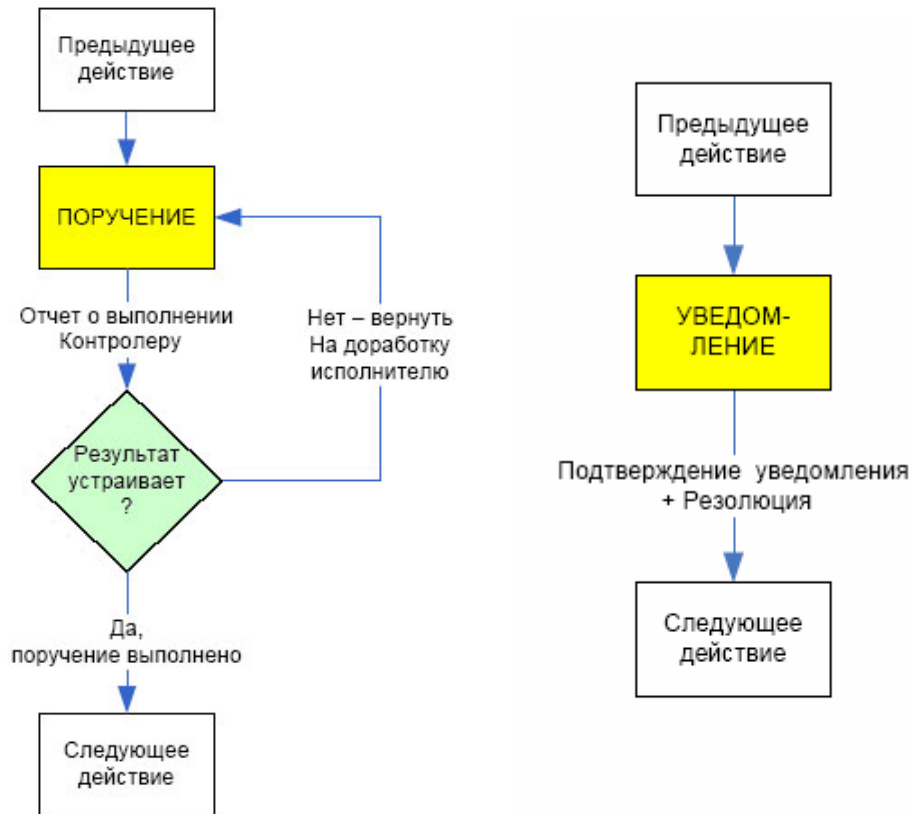 Предыдущее
действие
ПОРУЧЕНИЕ
Отчет о выполнении
Контролеру
Нет – вернуть
На доработку
исполнителю
Результат
устраивает
?
Да,
поручение выполнено
Следующее
действие
Предыдущее
действие
УВЕДОМ-
ЛЕНИЕ
Подтверждение уведомления
+ Резолюция
Следующее
действие